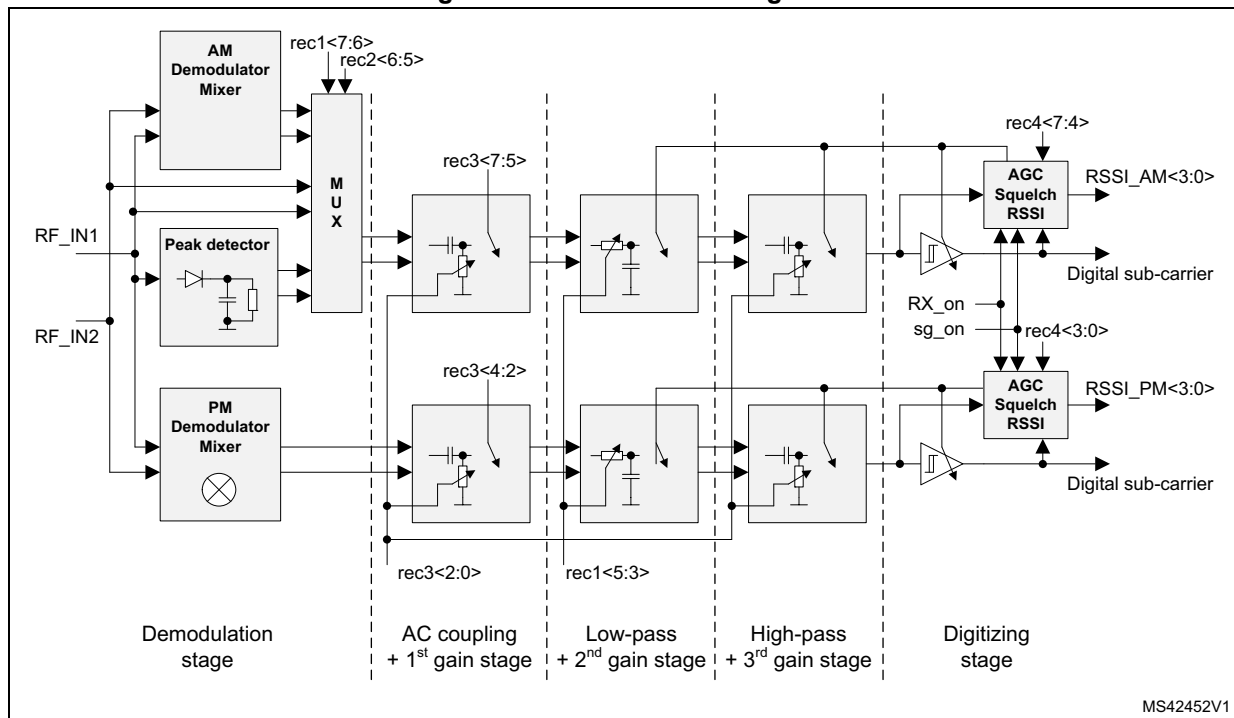 rec1<7:6>
rec2<6:5>
AM
Demodulator
Mixer
M
U
X
rec3<7:5>
rec4<7:4>
AGC
Squelch
RSSI
RSSI_AM<3:0>
RF_IN1
Peak detector
Digital sub-carrier
RX_on
sg_on
RF_IN2
rec3<4:2>
rec4<3:0>
PM
Demodulator
Mixer
AGC
Squelch
RSSI
RSSI_PM<3:0>
Digital sub-carrier
rec3<2:0>
rec1<5:3>
Demodulation
stage
AC coupling
+ 1st gain stage
Low-pass
+ 2nd gain stage
High-pass
+ 3rd gain stage
Digitizing
stage
MS42452V1